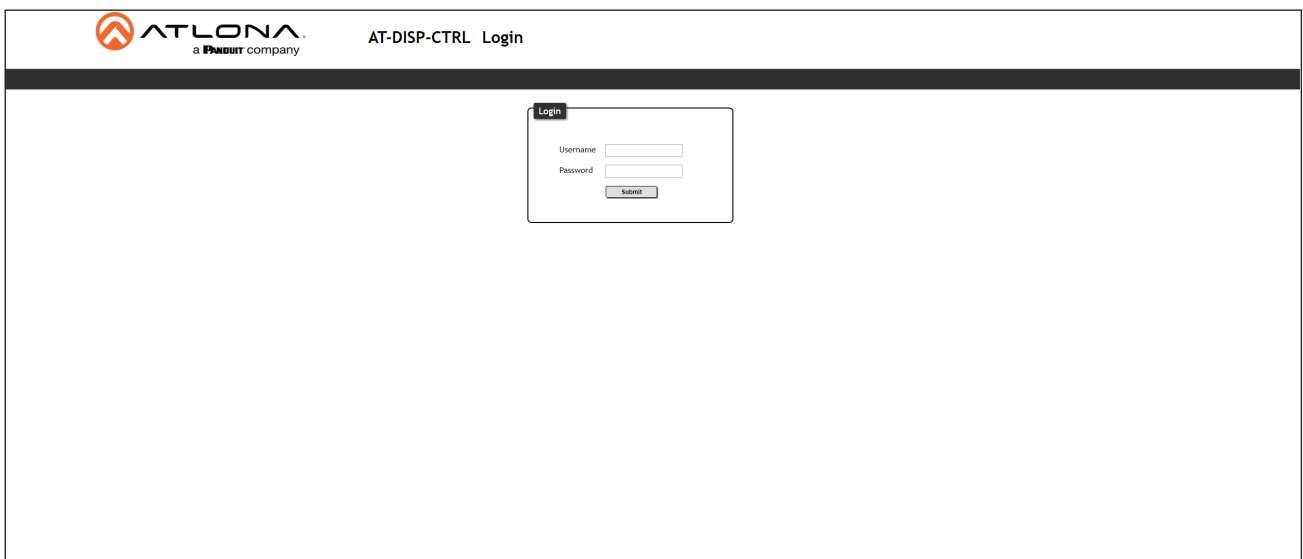 ATLONA.
a PANDUIT company
AT-DISP-CTRL Login
Login
Username
Password
Submit